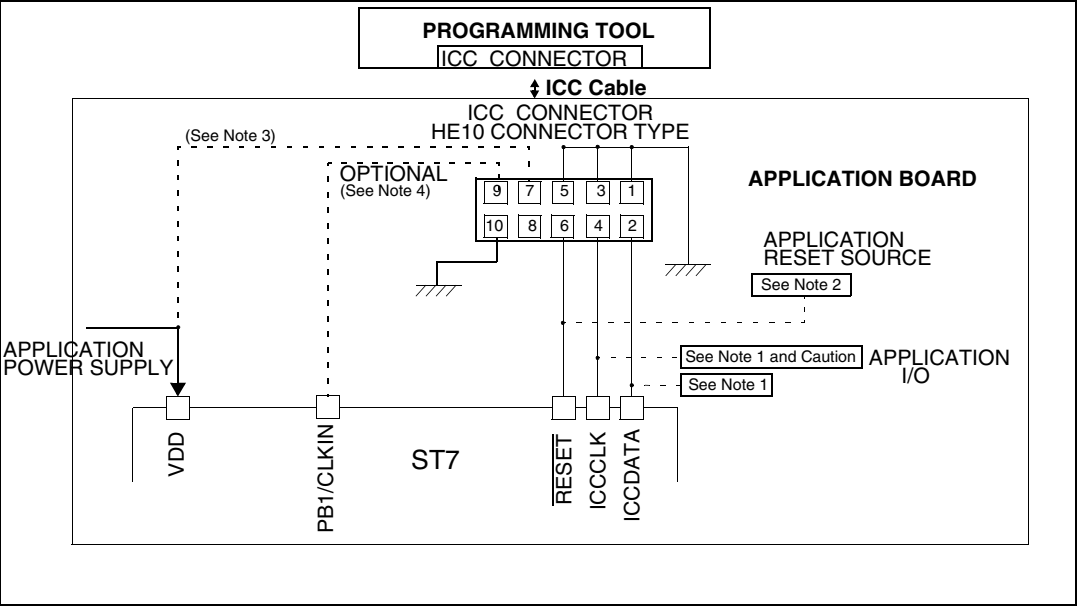 PROGRAMMING TOOL
ICC CONNECTOR
ICC Cable
ICC CONNECTOR
HE10 CONNECTOR TYPE
(See Note 3)
OPTIONAL
(See Note 4)
9 7 5 3 1
10 8 6 4 2
APPLICATION BOARD
APPLICATION
RESET SOURCE
See Note 2
APPLICATION
POWER SUPPLY
See Note 1 and Caution
See Note 1
APPLICATION
I/O
VDD
PB1/CLKIN
ST7
RESET
ICCCLK
ICCDATA